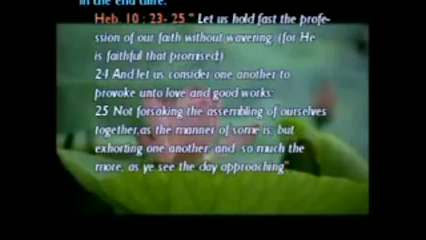 in the end time.
Heb. 10 : 23- 25 " Let us hold fast the profe-
ssion of our faith without wavering (for He
is faithful that promised;)
24 And let us consider one another to
provoke unto love and good works:
25 Not forsaking the assembling of ourselves
together,as the manner of some is; but
exhorting one another: and so much the
more, as ye see the day approaching"